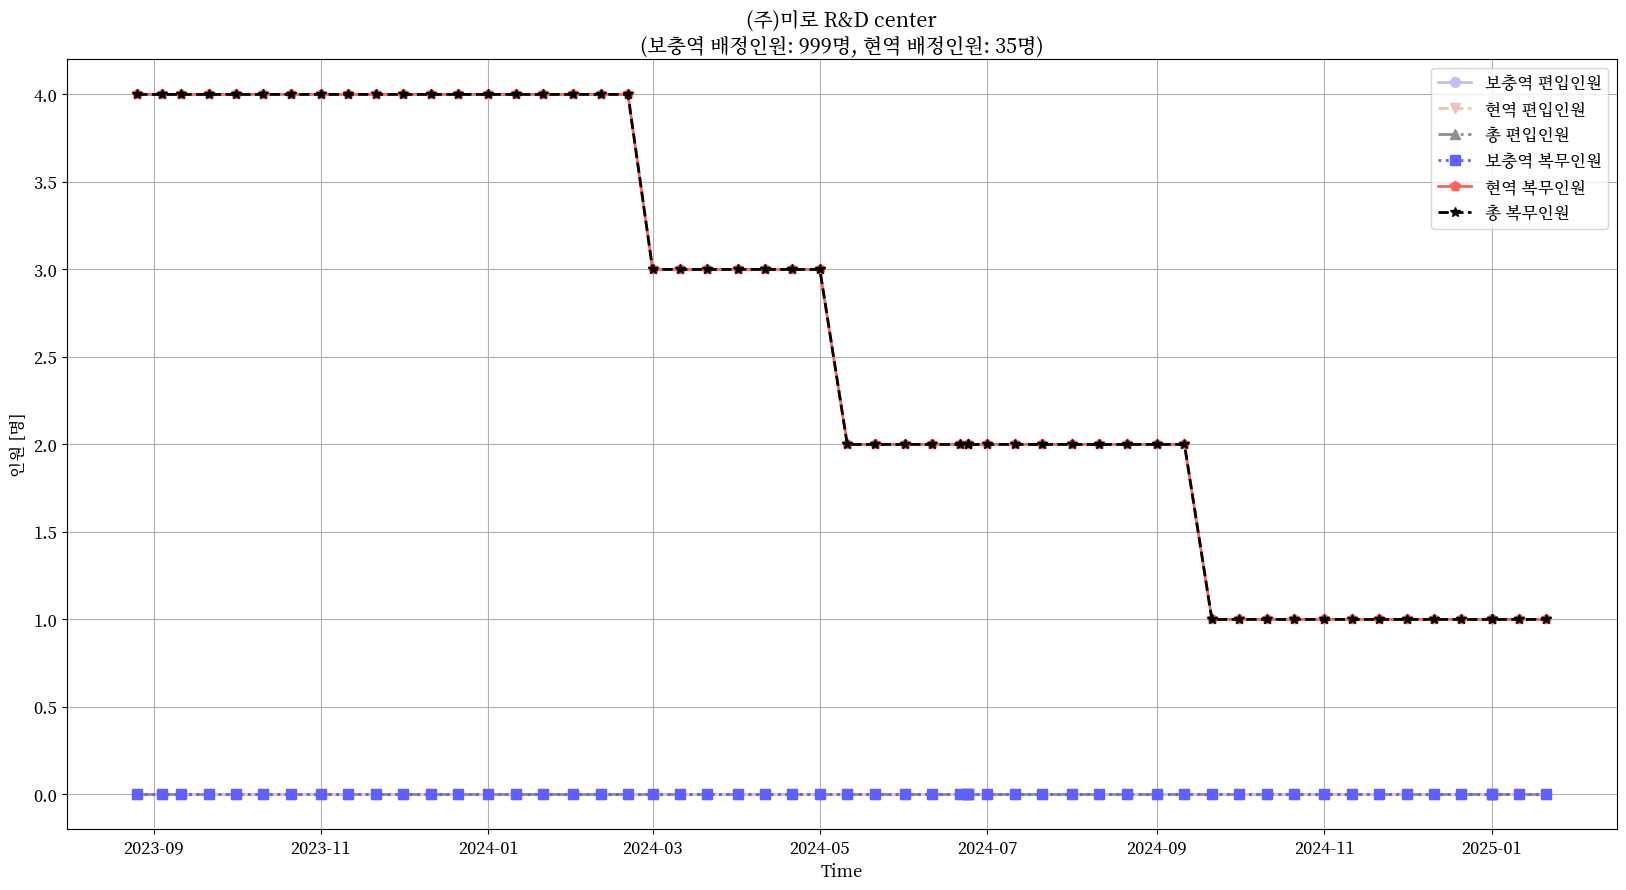 (주)미로 R&D center
(보충역 배정인원: 999명, 현역 배정인원: 35명)
보충역 편입인원
현역 편입인원
총 편입인원
보충역 복무인원
현역 복무인원
총 복무인원
인원 [명]
4.0
3.5
3.0
2.5
2.0
1.5
1.0
0.5
0.0
2023-09 2023-11 2024-01 2024-03 2024-05 2024-07 2024-09 2024-11 2025-01
Time